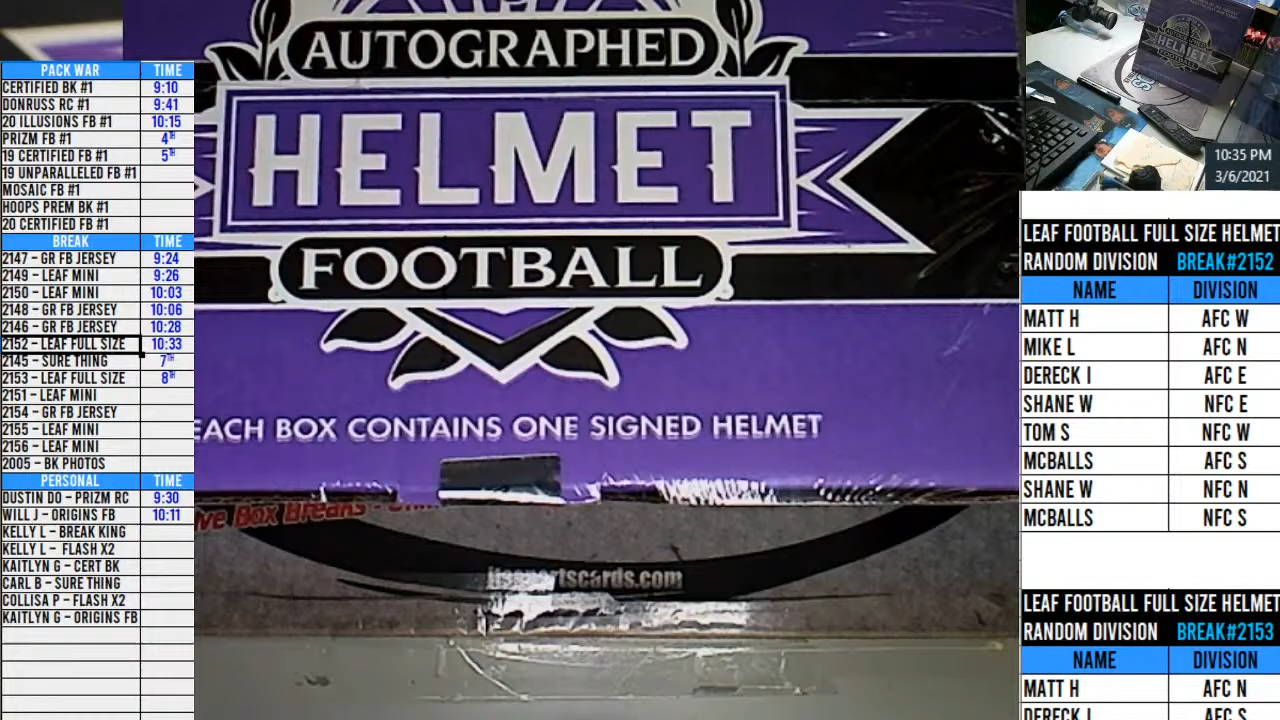 PACK WAR TIME
CERTIFIED BK #1 9:10
DONRUSS RC #1 9:41
20 ILLUSIONS FB #1 10:15
PRIZM FB #1 4TH
19 CERTIFIED FB #1 5TH
19 UNPARALLELED FB #1
MOSAIC FB #1
HOOPS PREM BK #1
20 CERTIFIED FB #1
BREAK TIME
2147 – GR FB JERSEY 9:24
2149 – LEAF MINI 9:26
2150 – LEAF MINI 10:03
2148 – GR FB JERSEY 10:06
2146 – GR FB JERSEY 10:28
2152 – LEAF FULL SIZE 10:33
2145 – SURE THING 7TH
2153 – LEAF FULL SIZE 8TH
2151 – LEAF MINI
2154 – GR FB JERSEY
2155 – LEAF MINI
2156 – LEAF MINI
2005 – BK PHOTOS
PERSONAL TIME
DUSTIN DO – PRIZM RC 9:30
WILL J – ORIGINS FB 10:11
KELLY L – BREAK KING
KELLY L – FLASH X2
KAITLYN G – CERT BK
CARL B – SURE THING
COLLISA P – FLASH X2
KAITLYN G – ORIGINS FB
AUTOGRAPHED
HELMET
FOOTBALL
EACH BOX CONTAINS ONE SIGNED HELMET
Box Breaks
AUTOGRAPHED
HELMET
FOOTBALL
10:35 PM
3/6/2021
LEAF FOOTBALL FULL SIZE HELMET
RANDOM DIVISION BREAK#2152
NAME DIVISION
MATT H AFC W
MIKE L AFC N
DERECK I AFC E
SHANE W NFC E
TOM S NFC W
MCBALLS AFC S
SHANE W NFC N
MCBALLS NFC S
LEAF FOOTBALL FULL SIZE HELMET
RANDOM DIVISION BREAK#2153
NAME DIVISION
MATT H AFC N
DERECK I AFC S